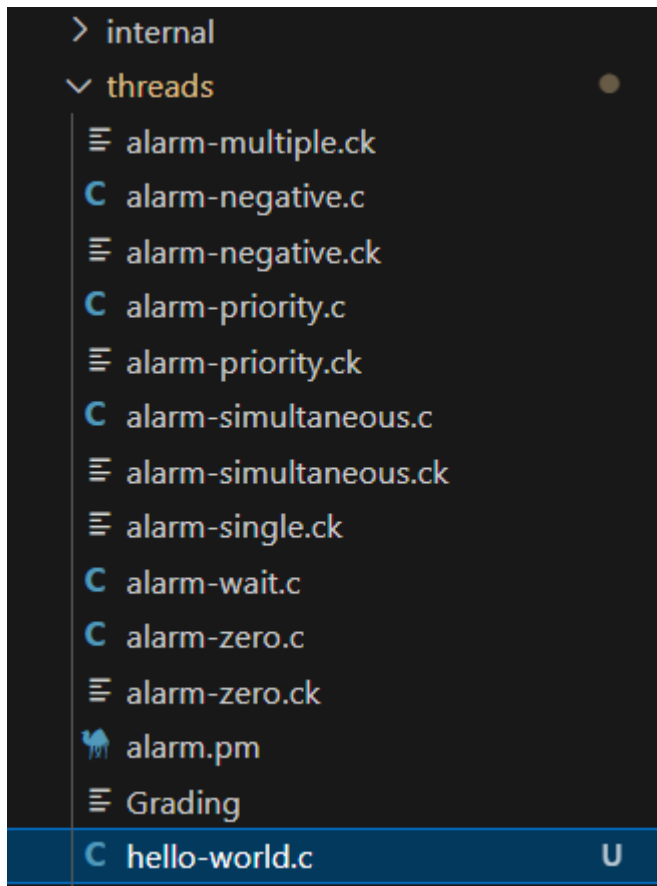 internal
threads
alarm-multiple.ck
C alarm-negative.c
alarm-negative.ck
C alarm-priority.c
alarm-priority.ck
C alarm-simultaneous.c
alarm-simultaneous.ck
alarm-single.ck
C alarm-wait.c
C alarm-zero.c
alarm-zero.ck
alarm.pm
Grading
C hello-world.c U